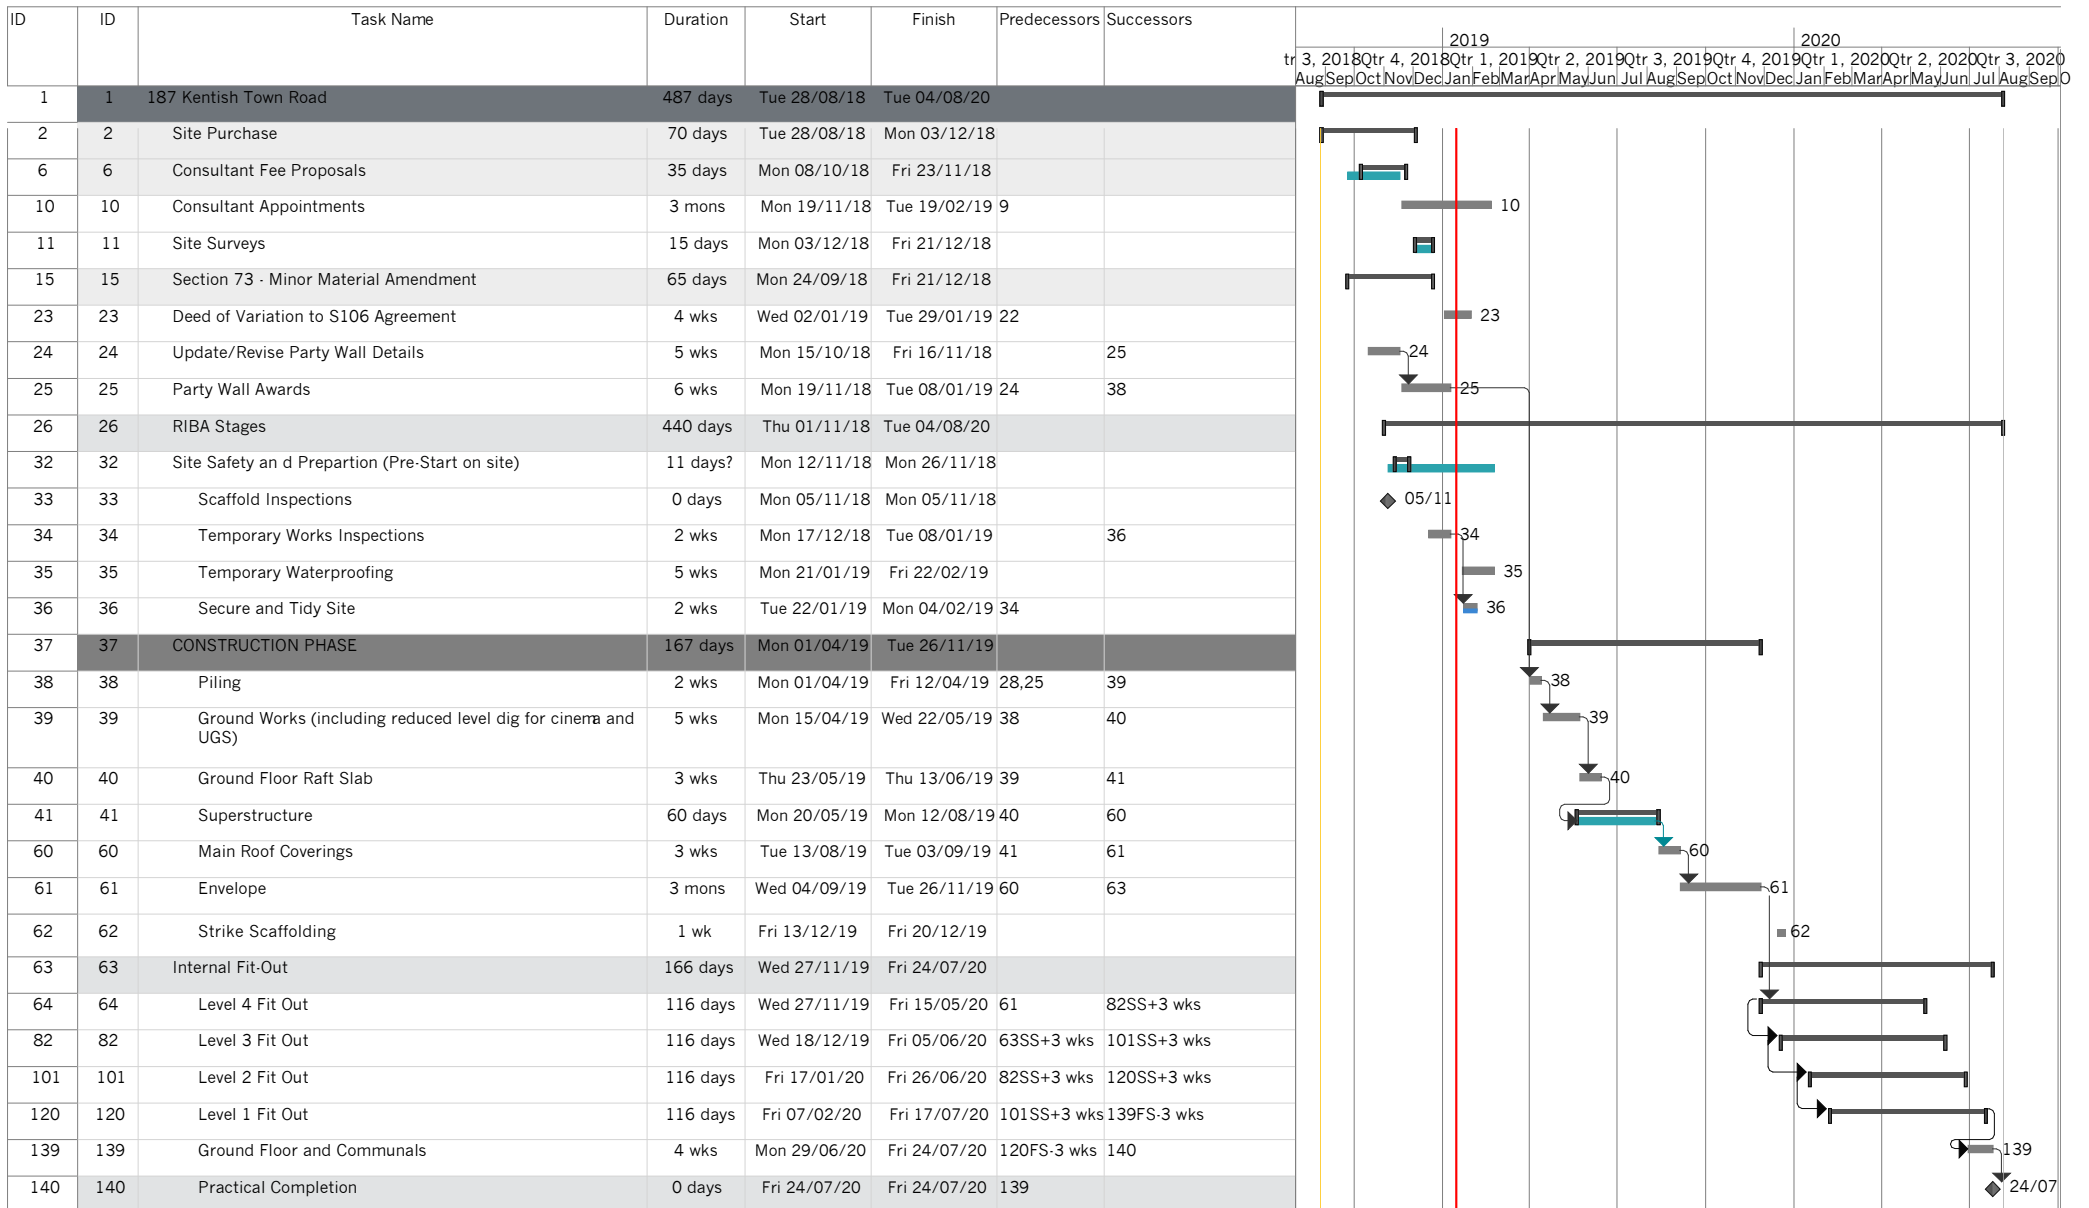 ID ID Task Name Duration Start Finish Predecessors Successors
2019 2020
tr 3, 2018 Qtr 4, 2018 Qtr 1, 2019 Qtr 2, 2019 Qtr 3, 2019 Qtr 4, 2019 Qtr 1, 2020 Qtr 2, 2020 Qtr 3, 2020
Aug Sep Oct Nov Dec Jan Feb Mar Apr May Jun Jul Aug Sep Oct Nov Dec Jan Feb Mar Apr May Jun Jul Aug Sep O
1 1 187 Kentish Town Road 487 days Tue 28/08/18 Tue 04/08/20
2 2 Site Purchase 70 days Tue 28/08/18 Mon 03/12/18
6 6 Consultant Fee Proposals 35 days Mon 08/10/18 Fri 23/11/18
10 10 Consultant Appointments 3 mons Mon 19/11/18 Tue 19/02/19 9 10
11 11 Site Surveys 15 days Mon 03/12/18 Fri 21/12/18
15 15 Section 73 - Minor Material Amendment 65 days Mon 24/09/18 Fri 21/12/18
23 23 Deed of Variation to S106 Agreement 4 wks Wed 02/01/19 Tue 29/01/19 22 23
24 24 Update/Revise Party Wall Details 5 wks Mon 15/10/18 Fri 16/11/18 25 24
25 25 Party Wall Awards 6 wks Mon 19/11/18 Tue 08/01/19 24 38 25
26 26 RIBA Stages 440 days Thu 01/11/18 Tue 04/08/20
32 32 Site Safety an d Prepartion (Pre-Start on site) 11 days? Mon 12/11/18 Mon 26/11/18
33 33 Scaffold Inspections 0 days Mon 05/11/18 Mon 05/11/18 05/11
34 34 Temporary Works Inspections 2 wks Mon 17/12/18 Tue 08/01/19 36 34
35 35 Temporary Waterproofing 5 wks Mon 21/01/19 Fri 22/02/19 35
36 36 Secure and Tidy Site 2 wks Tue 22/01/19 Mon 04/02/19 34 36
37 37 CONSTRUCTION PHASE 167 days Mon 01/04/19 Tue 26/11/19
38 38 Piling 2 wks Mon 01/04/19 Fri 12/04/19 28,25 39 38
39 39 Ground Works (including reduced level dig for cinema and 5 wks Mon 15/04/19 Wed 22/05/19 38 40 39
UGS)
40 40 Ground Floor Raft Slab 3 wks Thu 23/05/19 Thu 13/06/19 39 41 40
41 41 Superstructure 60 days Mon 20/05/19 Mon 12/08/19 40 60
60 60 Main Roof Coverings 3 wks Tue 13/08/19 Tue 03/09/19 41 61 60
61 61 Envelope 3 mons Wed 04/09/19 Tue 26/11/19 60 63 61
62 62 Strike Scaffolding 1 wk Fri 13/12/19 Fri 20/12/19 62
63 63 Internal Fit-Out 166 days Wed 27/11/19 Fri 24/07/20
64 64 Level 4 Fit Out 116 days Wed 27/11/19 Fri 15/05/20 61 82SS+3 wks
82 82 Level 3 Fit Out 116 days Wed 18/12/19 Fri 05/06/20 63SS+3 wks 101SS+3 wks
101 101 Level 2 Fit Out 116 days Fri 17/01/20 Fri 26/06/20 82SS+3 wks 120SS+3 wks
120 120 Level 1 Fit Out 116 days Fri 07/02/20 Fri 17/07/20 101SS+3 wks 139FS-3 wks
139 139 Ground Floor and Communals 4 wks Mon 29/06/20 Fri 24/07/20 120FS-3 wks 140 139
140 140 Practical Completion 0 days Fri 24/07/20 Fri 24/07/20 139 24/07